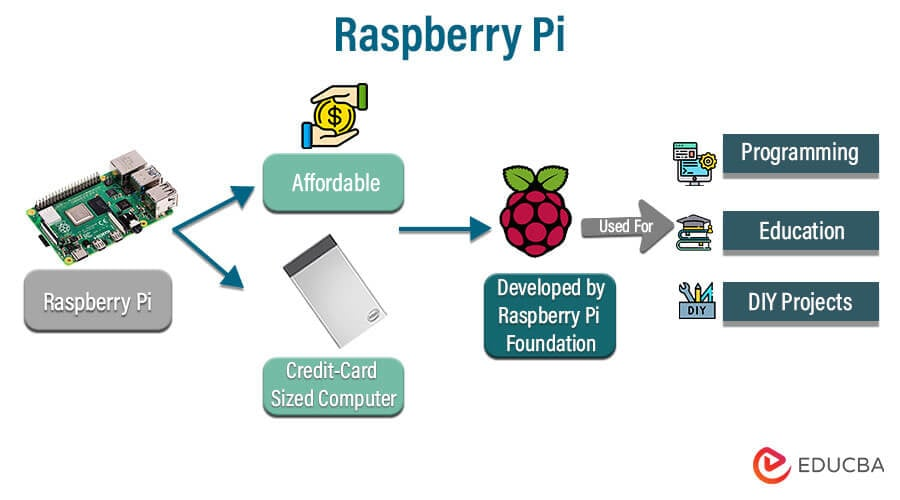 Raspberry Pi
Affordable
Raspberry Pi
Credit-Card
Sized Computer
Developed by
Raspberry Pi
Foundation
Used For
Programming
Education
DIY
DIY Projects
EDUCBA